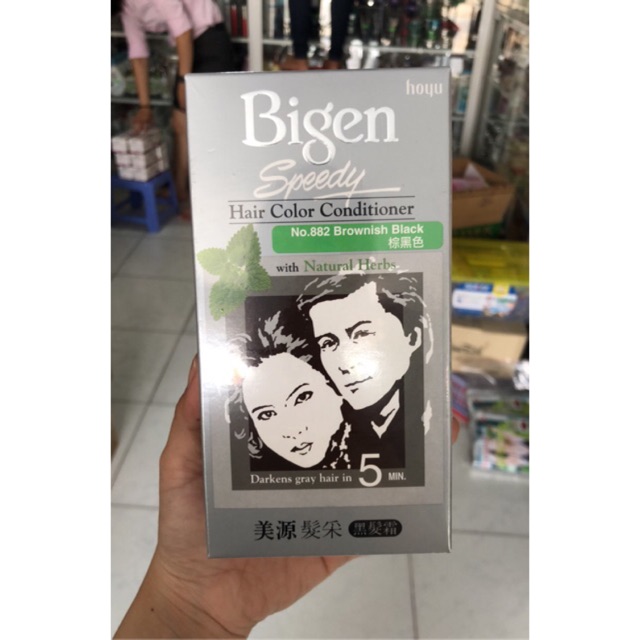 hoyu
Bigen
Speedy
Hair Color Conditioner
No.882 Brownish Black
棕黑色
with Natural Herbs
Darkens gray hair in 5 MIN.
美源髮采 黑髮霜